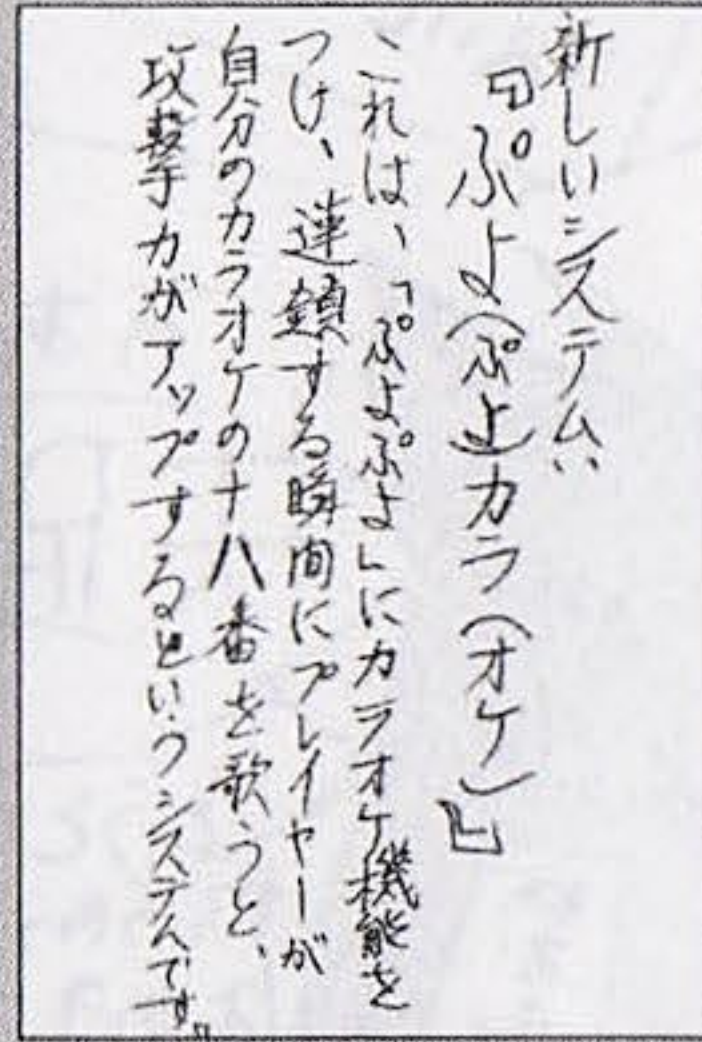 新しいシステム、、
『ぷよ(ぷよ)カラ(オケ)』
これは、「ぷよぷよ」にカラオケ機能を
つけ、連鎖する瞬間にプレイヤーが
自分のカラオケの十八番を歌うと、
攻撃力がアップするというシステムです。